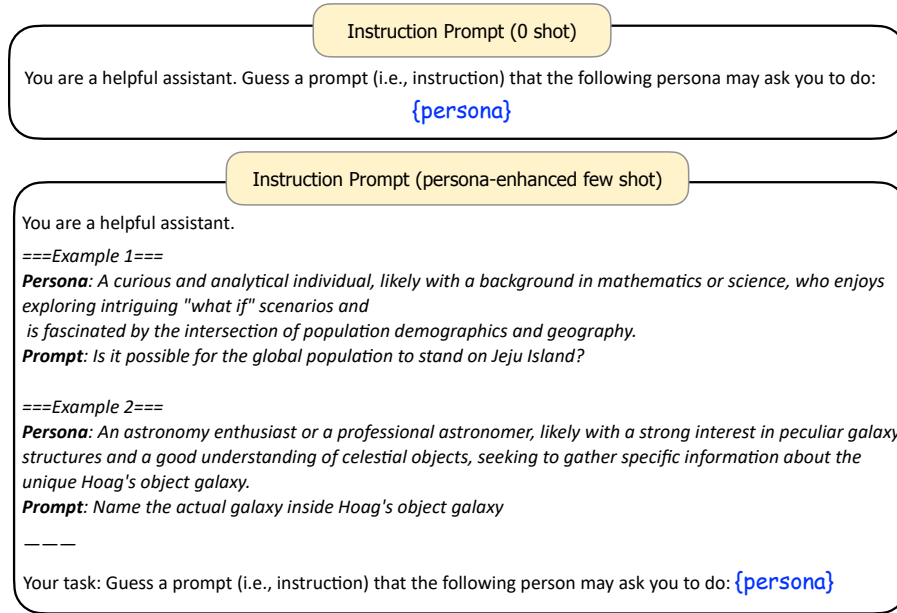 Instruction Prompt (0 shot)
You are a helpful assistant. Guess a prompt (i.e., instruction) that the following persona may ask you to do:
{persona}
Instruction Prompt (persona-enhanced few shot)
You are a helpful assistant.
===Example 1===
Persona: A curious and analytical individual, likely with a background in mathematics or science, who enjoys
exploring intriguing "what if" scenarios and
is fascinated by the intersection of population demographics and geography.
Prompt: Is it possible for the global population to stand on Jeju Island?
===Example 2===
Persona: An astronomy enthusiast or a professional astronomer, likely with a strong interest in peculiar galaxy
structures and a good understanding of celestial objects, seeking to gather specific information about the
unique Hoag's object galaxy.
Prompt: Name the actual galaxy inside Hoag's object galaxy
———
Your task: Guess a prompt (i.e., instruction) that the following person may ask you to do: {persona}